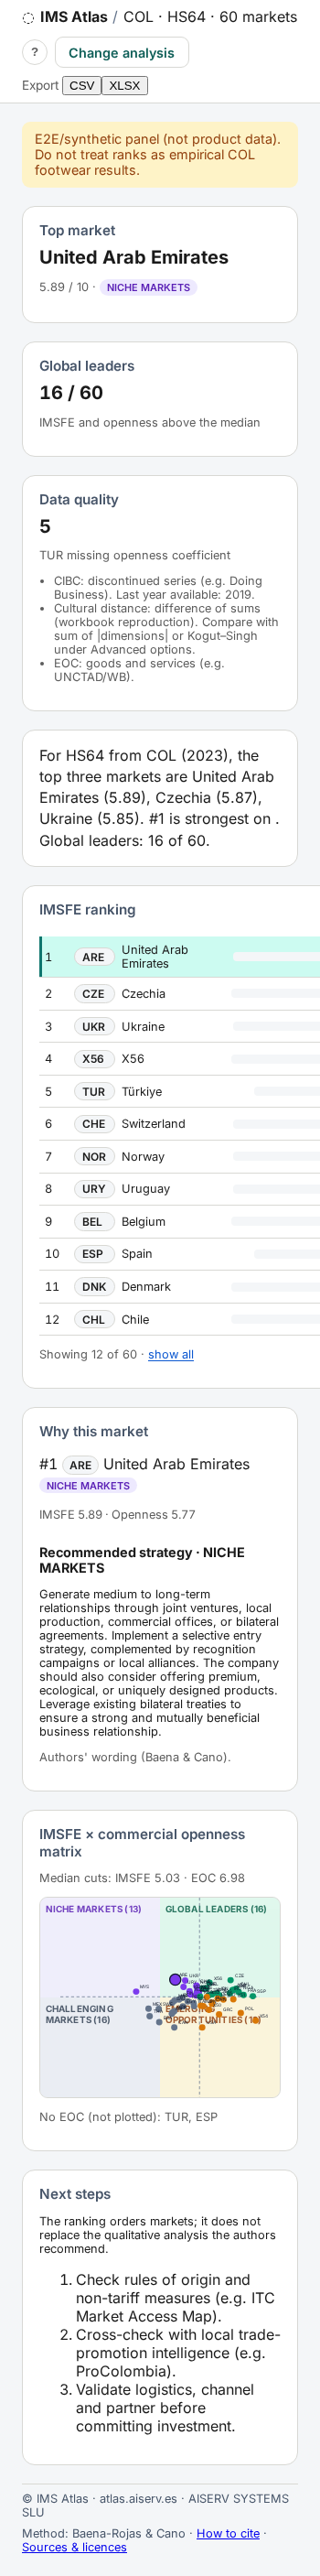 IMS Atlas / COL · HS64 · 60 markets
? Change analysis
Export CSV XLSX
E2E/synthetic panel (not product data).
Do not treat ranks as empirical COL
footwear results.
Top market
United Arab Emirates
5.89 / 10 · NICHE MARKETS
Global leaders
16 / 60
IMSFE and openness above the median
Data quality
5
TUR missing openness coefficient
• CIBC: discontinued series (e.g. Doing
Business). Last year available: 2019.
• Cultural distance: difference of sums
(workbook reproduction). Compare with
sum of |dimensions| or Kogut–Singh
under Advanced options.
• EOC: goods and services (e.g.
UNCTAD/WB).
For HS64 from COL (2023), the
top three markets are United Arab
Emirates (5.89), Czechia (5.87),
Ukraine (5.85). #1 is strongest on .
Global leaders: 16 of 60.
IMSFE ranking
1 ARE United Arab
Emirates
2 CZE Czechia
3 UKR Ukraine
4 X56 X56
5 TUR Türkiye
6 CHE Switzerland
7 NOR Norway
8 URY Uruguay
9 BEL Belgium
10 ESP Spain
11 DNK Denmark
12 CHL Chile
Showing 12 of 60 · show all
Why this market
#1 ARE United Arab Emirates
NICHE MARKETS
IMSFE 5.89 · Openness 5.77
Recommended strategy · NICHE
MARKETS
Generate medium to long-term
relationships through joint ventures, local
production, commercial offices, or bilateral
agreements. Implement a selective entry
strategy, complemented by recognition
campaigns or local alliances. The company
should also consider offering premium,
ecological, or uniquely designed products.
Leverage existing bilateral treaties to
ensure a strong and mutually beneficial
business relationship.
Authors' wording (Baena & Cano).
IMSFE × commercial openness
matrix
Median cuts: IMSFE 5.03 · EOC 6.98
NICHE MARKETS (13) GLOBAL LEADERS (16)
CHALLENGING
MARKETS (16)
OPPORTUNITIES
No EOC (not plotted): TUR, ESP
Next steps
The ranking orders markets; it does not
replace the qualitative analysis the authors
recommend.
1. Check rules of origin and
non-tariff measures (e.g. ITC
Market Access Map).
2. Cross-check with local trade-
promotion intelligence (e.g.
ProColombia).
3. Validate logistics, channel
and partner before
committing investment.
© IMS Atlas · atlas.aiserv.es · AISERV SYSTEMS
SLU
Method: Baena-Rojas & Cano · How to cite ·
Sources & licences